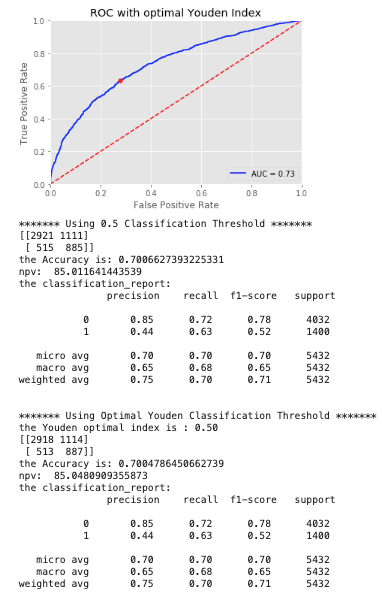 ROC with optimal Youden Index
1.0
0.8
0.6
0.4
0.2
0.0
True Positive Rate
AUC = 0.73
0.0 0.2 0.4 0.6 0.8 1.0
False Positive Rate
******* Using 0.5 Classification Threshold *******
[[2921 1111]
[ 515 885]]
the Accuracy is: 0.7006627393225331
npv: 85.011641443539
the classification_report:
precision recall f1-score support
0 0.85 0.72 0.78 4032
1 0.44 0.63 0.52 1400
micro avg 0.70 0.70 0.70 5432
macro avg 0.65 0.68 0.65 5432
weighted avg 0.75 0.70 0.71 5432
******* Using Optimal Youden Classification Threshold *******
the Youden optimal index is : 0.50
[[2918 1114]
[ 513 887]]
the Accuracy is: 0.7004786450662739
npv: 85.0480909355873
the classification_report:
precision recall f1-score support
0 0.85 0.72 0.78 4032
1 0.44 0.63 0.52 1400
micro avg 0.70 0.70 0.70 5432
macro avg 0.65 0.68 0.65 5432
weighted avg 0.75 0.70 0.71 5432